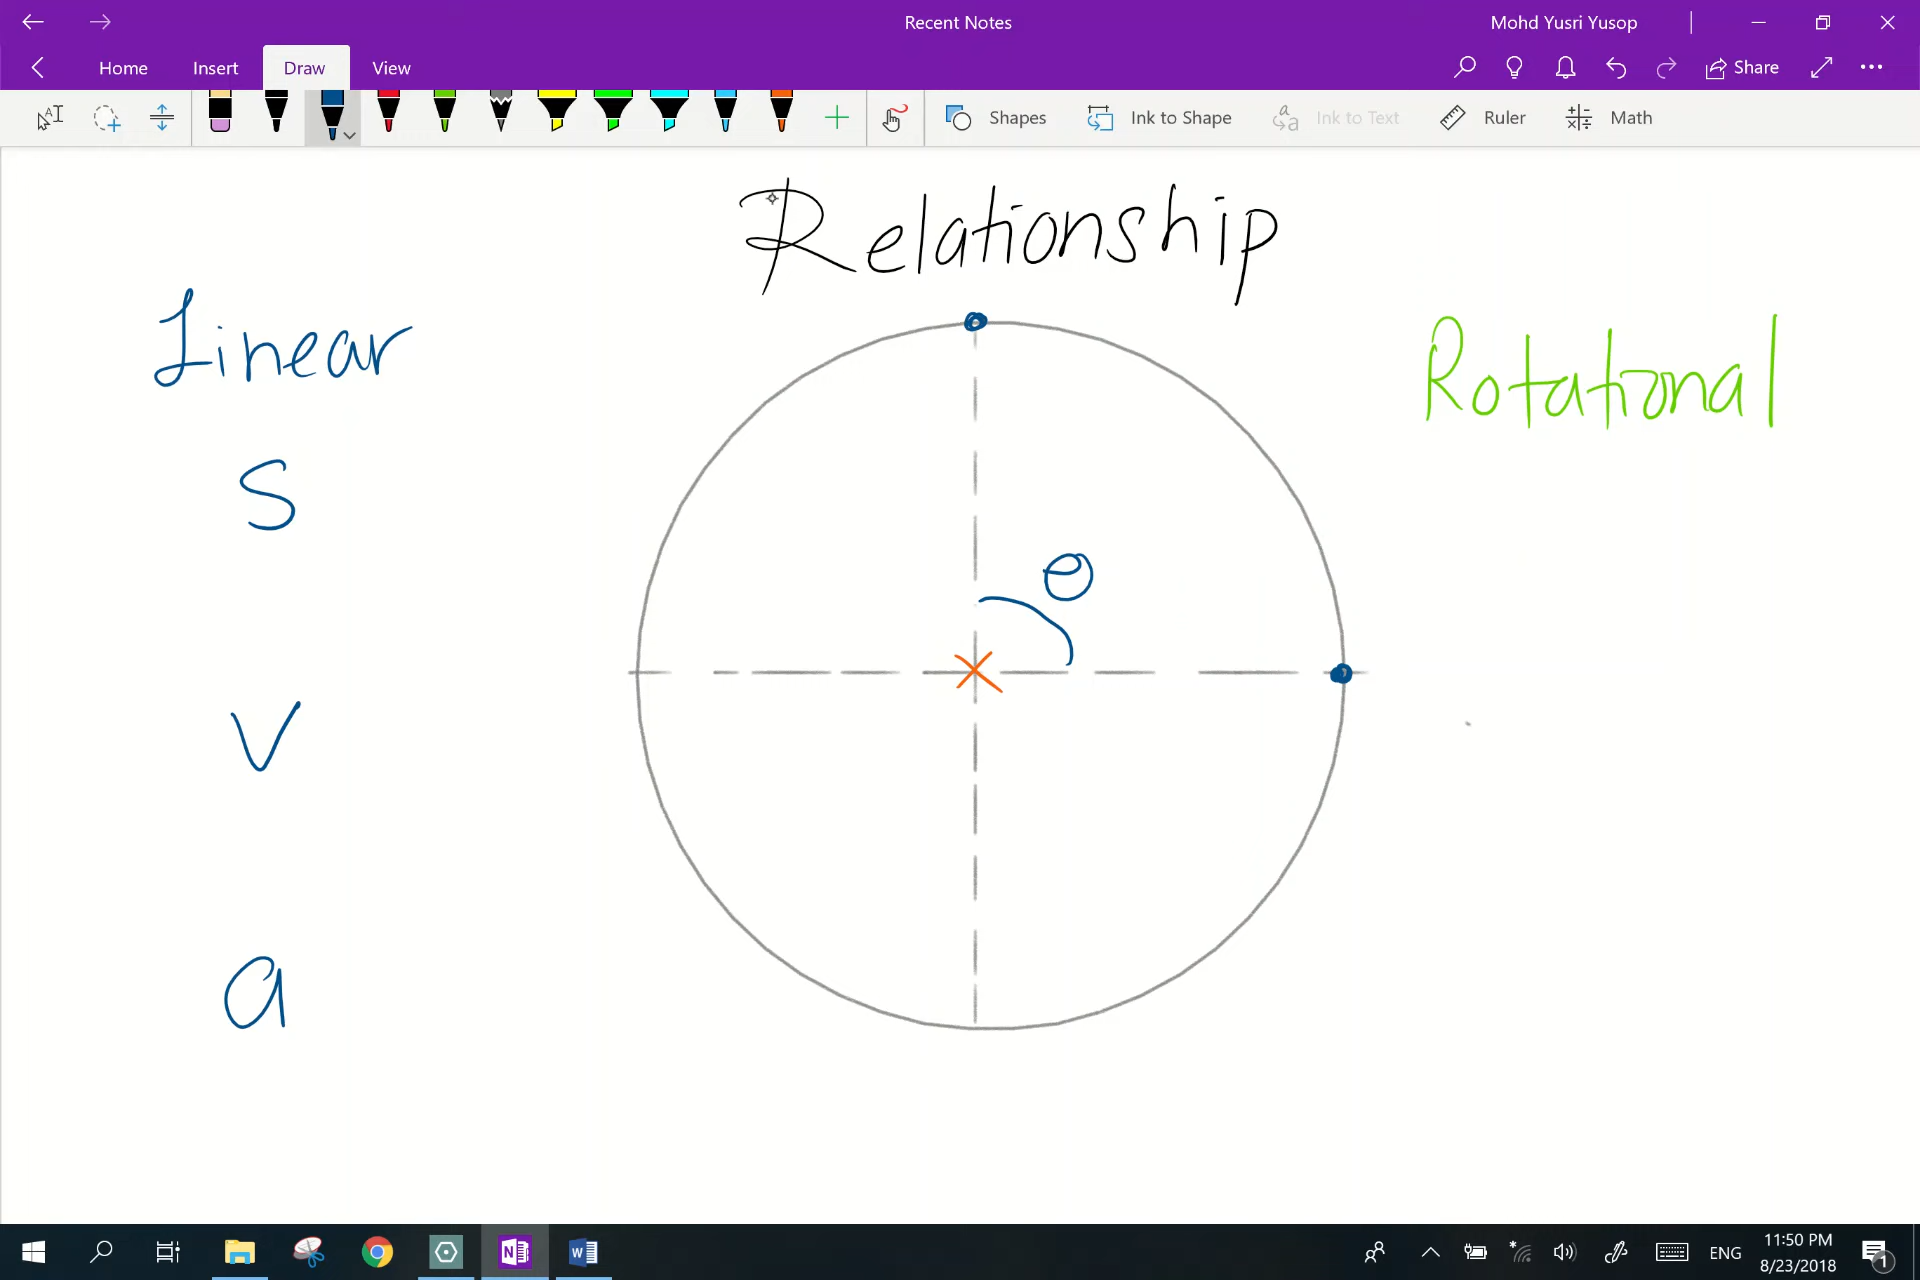 Recent Notes
Mohd Yusri Yusop
Home Insert Draw View
Share
Shapes Ink to Shape Ink to Text Ruler Math
Relationship
Linear
Rotational
S
θ
V
a
ENG
11:50 PM
8/23/2018
1